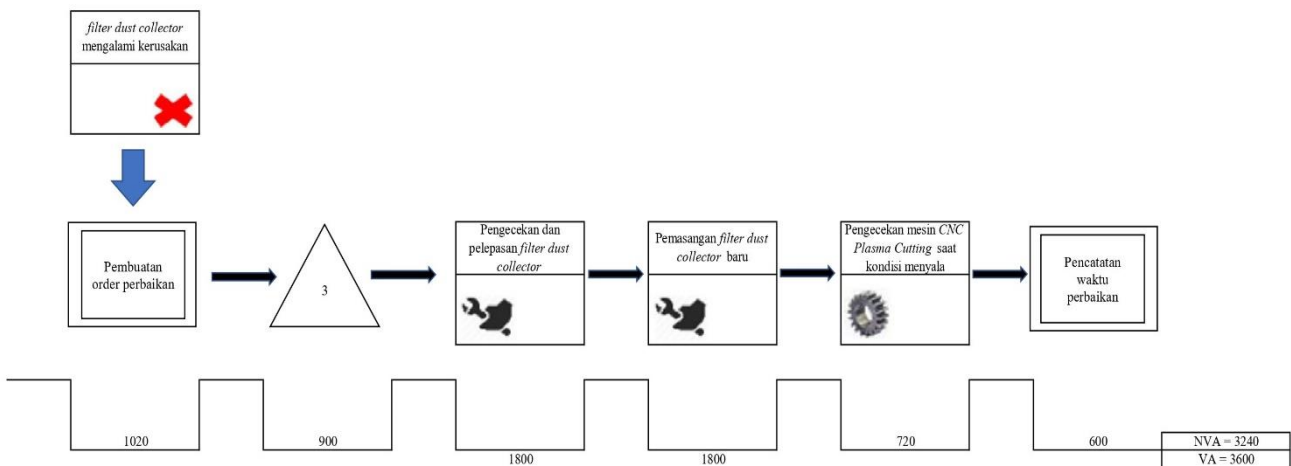 filter dust collector
mengalami kerusakan
Pembuatan
order perbaikan
3
Pengecekan dan
pelepasan filter dust
collector
Pemasangan filter dust
collector baru
Pengecekan mesin CNC
Plasma Cutting saat
kondisi menyala
Pencatatan
waktu
perbaikan
1020
900
1800
1800
720
600
NVA = 3240
VA = 3600